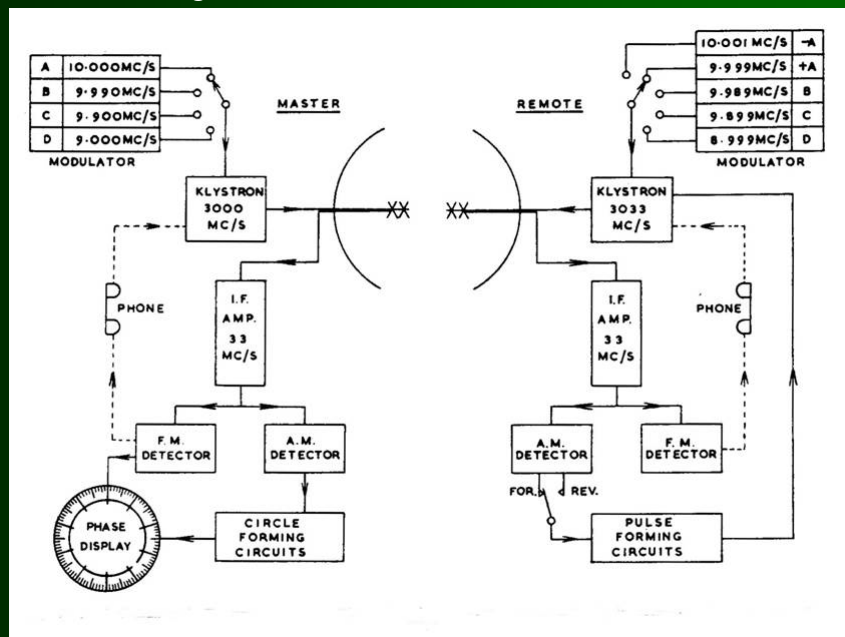 A 10·000MC/S
B 9·990MC/S
C 9·900MC/S
D 9·000MC/S
MODULATOR
MASTER
KLYSTRON
3000
MC/S
PHONE
I.F.
AMP.
33
MC/S
F.M.
DETECTOR
A.M.
DETECTOR
PHASE
DISPLAY
CIRCLE
FORMING
CIRCUITS
REMOTE
10·001 MC/S –A
9·999MC/S +A
9·989MC/S B
9·899MC/S C
8·999MC/S D
MODULATOR
KLYSTRON
3033
MC/S
I.F.
AMP.
33
MC/S
PHONE
A.M.
DETECTOR
F.M.
DETECTOR
FOR. REV.
PULSE
FORMING
CIRCUITS